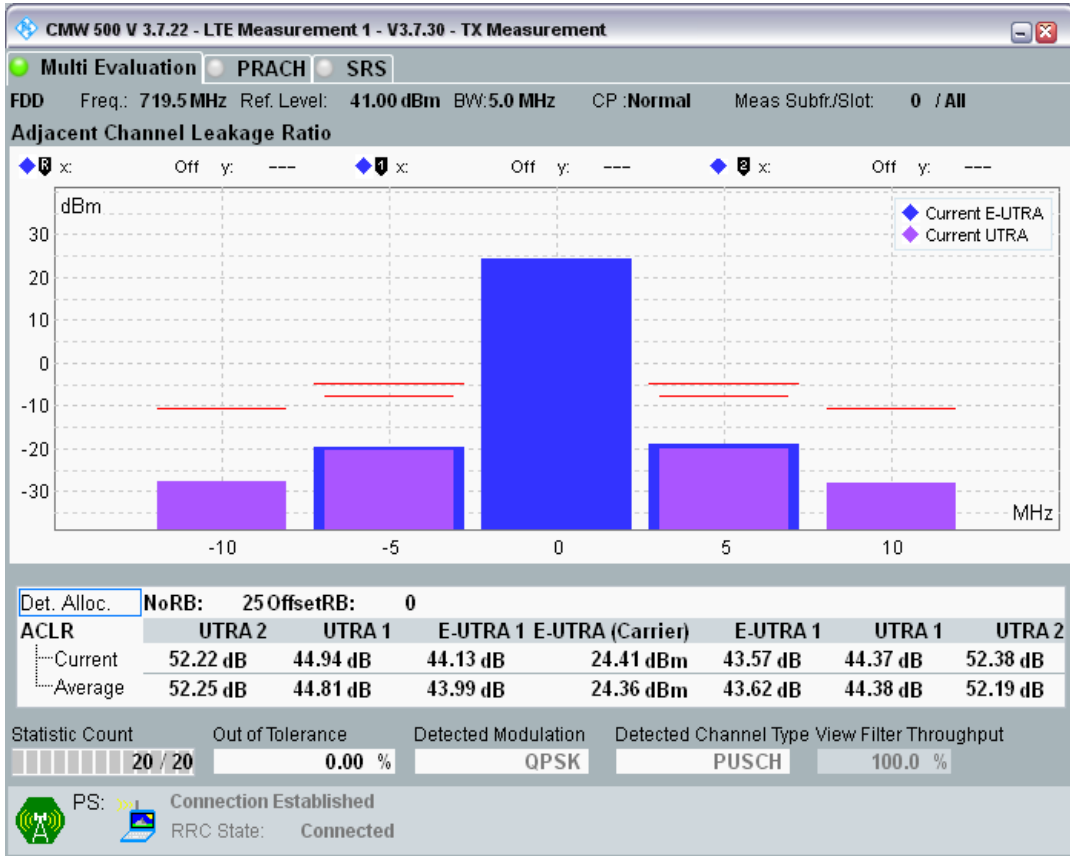 CMW 500 V 3.7.22 - LTE Measurement 1 - V3.7.30 - TX Measurement
Multi Evaluation PRACH SRS
FDD Freq.: 719.5 MHz Ref. Level: 41.00 dBm BW: 5.0 MHz CP : Normal Meas Subfr./Slot: 0 / All
Adjacent Channel Leakage Ratio
R x: Off y: --- 1 x: Off y: --- 2 x: Off y: ---
dBm
Current E-UTRA
Current UTRA
30
20
10
0
-10
-20
-30
MHz
-10 -5 0 5 10
Det. Alloc. NoRB: 25 OffsetRB: 0
ACLR UTRA 2 UTRA 1 E-UTRA 1 E-UTRA (Carrier) E-UTRA 1 UTRA 1 UTRA 2
Current 52.22 dB 44.94 dB 44.13 dB 24.41 dBm 43.57 dB 44.37 dB 52.38 dB
Average 52.25 dB 44.81 dB 43.99 dB 24.36 dBm 43.62 dB 44.38 dB 52.19 dB
Statistic Count Out of Tolerance Detected Modulation Detected Channel Type View Filter Throughput
20 / 20 0.00 % QPSK PUSCH 100.0 %
PS: Connection Established
RRC State: Connected